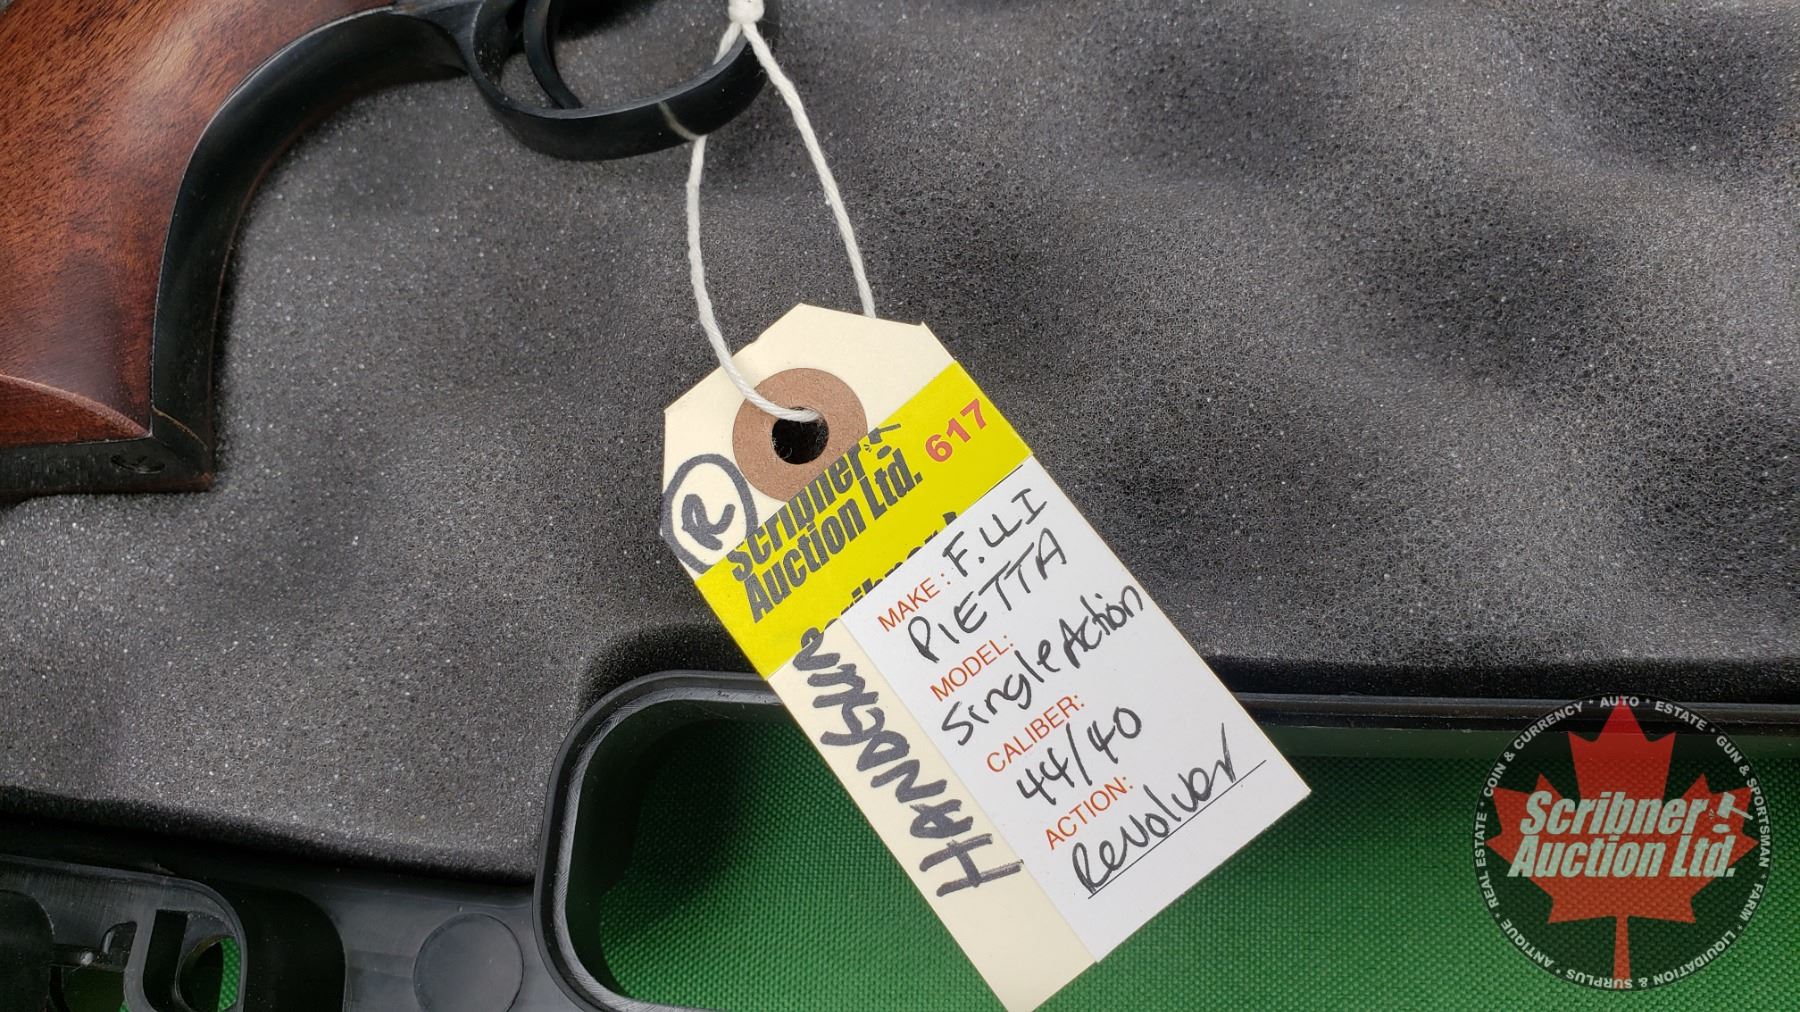 R
Scribner
Auction Ltd.
617
HANDGUN
MAKE: F.LLI
PIETTA
MODEL:
Single Action
CALIBER:
44/40
ACTION:
Revolver
Scribner
Auction Ltd.
ANTIQUE * REAL ESTATE * COIN & CURRENCY * AUTO * ESTATE * GUN & SPORTSMAN * FARM * LIQUIDATION & SURPLUS *